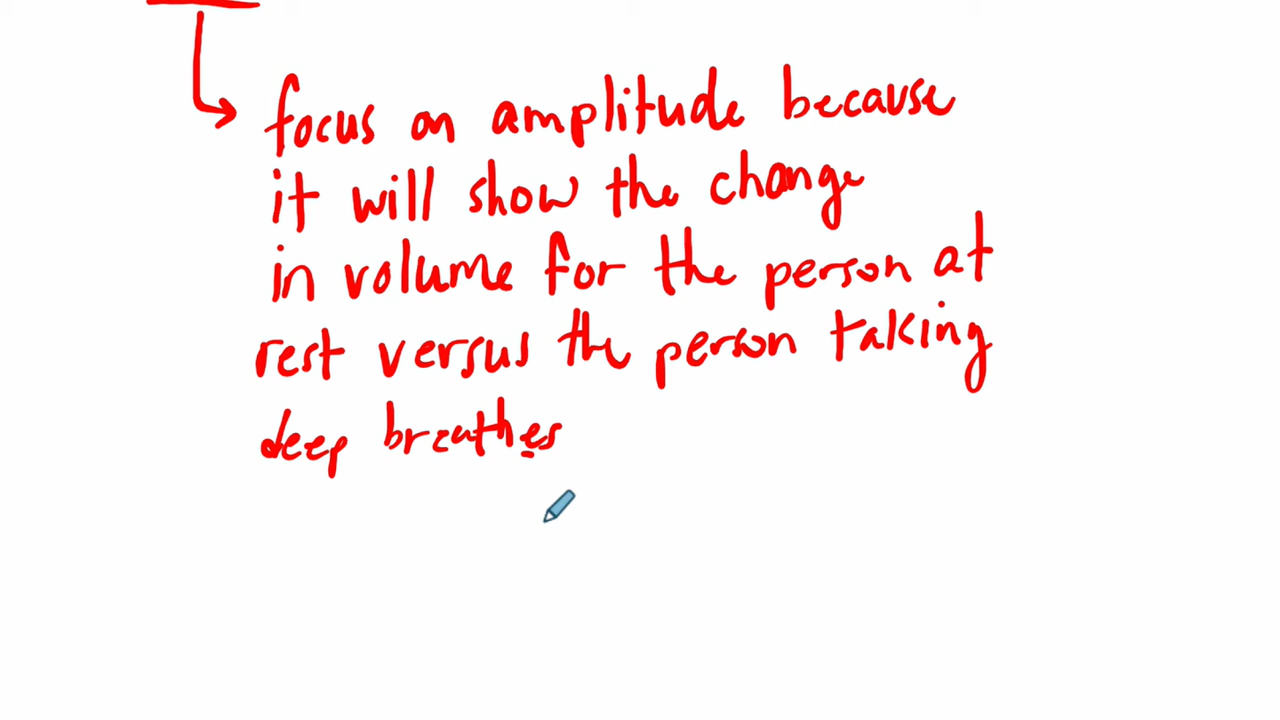 focus on amplitude because
it will show the change
in volume for the person at
rest versus the person taking
deep breathes